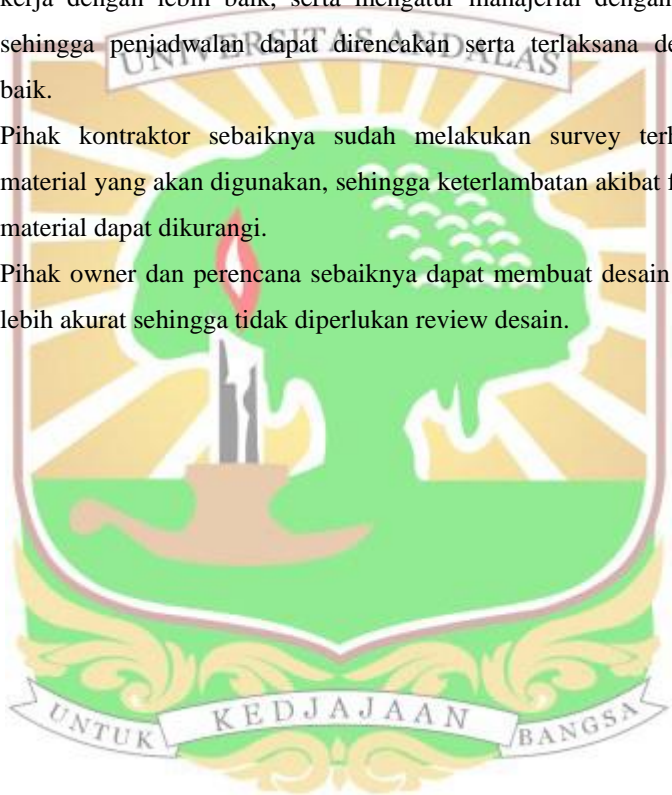 kerja dengan lebih baik, serta mengatur manajerial dengan
sehingga penjadwalan dapat direncakan serta terlaksana de
UNIVERSITAS ANDALAS
baik.
Pihak kontraktor sebaiknya sudah melakukan survey
material yang akan digunakan, sehingga keterlambatan akibat
material dapat dikurangi.
Pihak owner dan perencana sebaiknya dapat membuat desain
lebih akurat sehingga tidak diperlukan review desain.
UNTUK KEDJAJAAN BANGSA